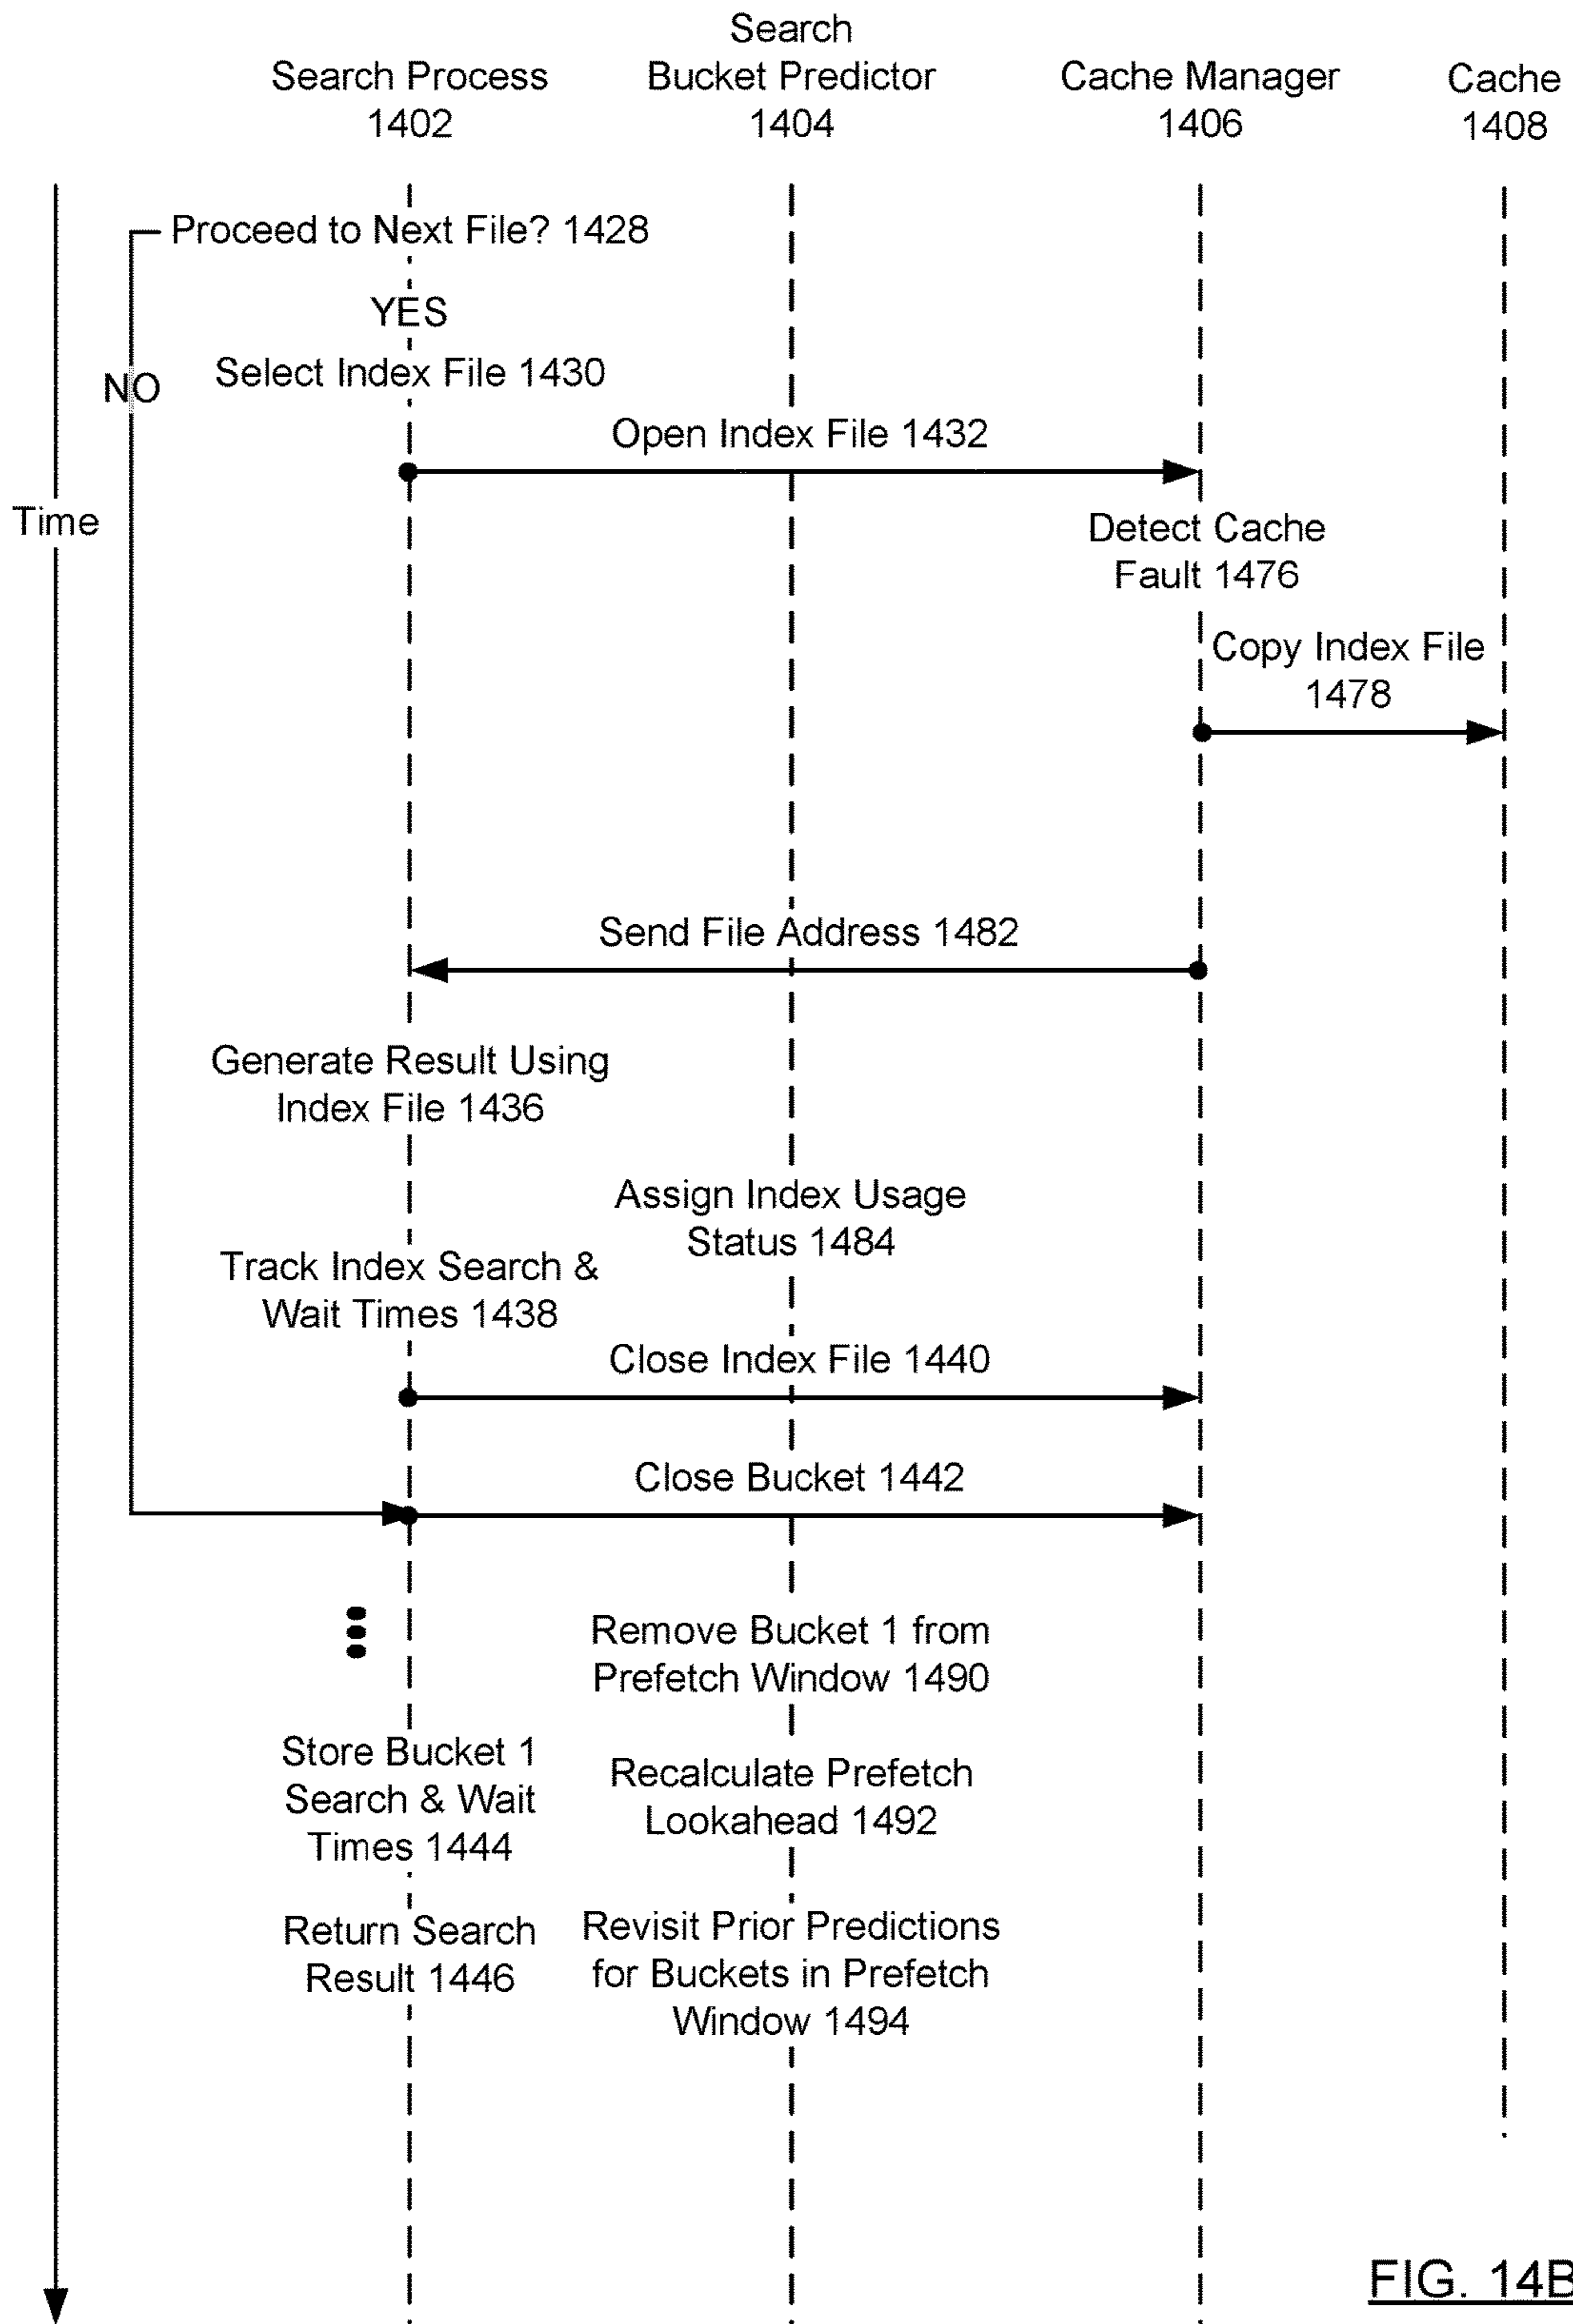 Search Process
1402
Search
Bucket Predictor
1404
Cache Manager
1406
Cache
1408
Proceed to Next File? 1428
YES
Select Index File 1430
NO
Open Index File 1432
Time
Detect Cache
Fault 1476
Copy Index File
1478
Send File Address 1482
Generate Result Using
Index File 1436
Assign Index Usage
Status 1484
Track Index Search &
Wait Times 1438
Close Index File 1440
Close Bucket 1442
Remove Bucket 1 from
Prefetch Window 1490
Store Bucket 1
Search & Wait
Times 1444
Recalculate Prefetch
Lookahead 1492
Return Search
Result 1446
Revisit Prior Predictions
for Buckets in Prefetch
Window 1494
FIG. 14B